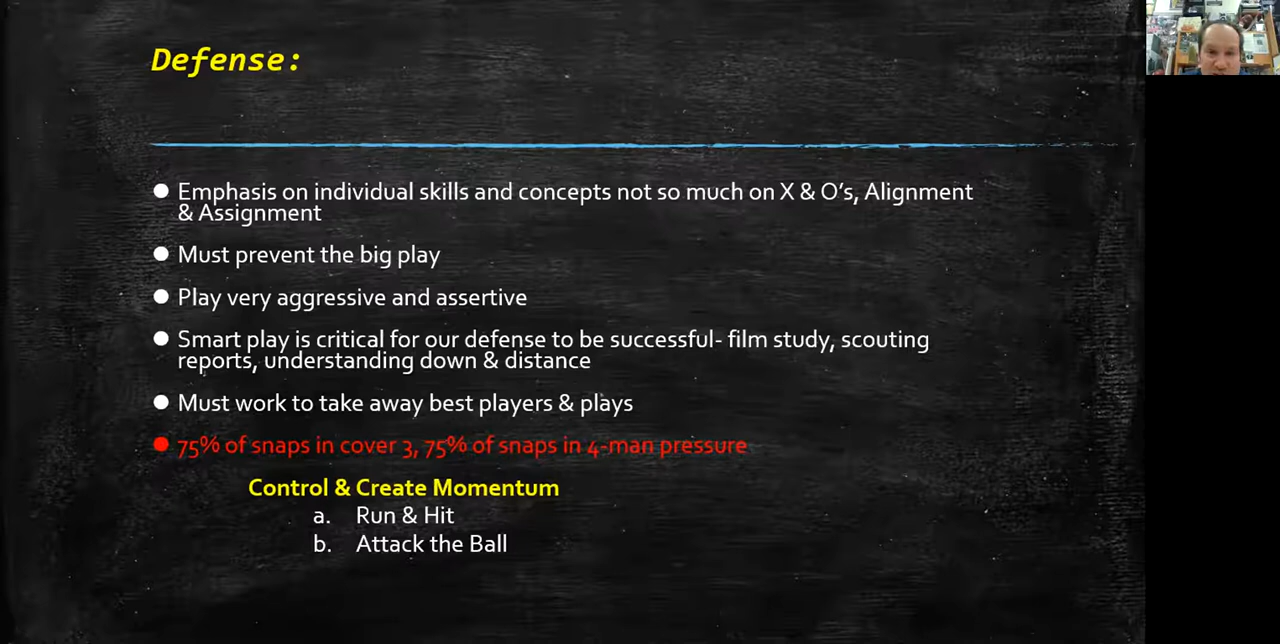 Defense:
● Emphasis on individual skills and concepts not so much on X & O’s, Alignment
& Assignment
● Must prevent the big play
● Play very aggressive and assertive
● Smart play is critical for our defense to be successful- film study, scouting
reports, understanding down & distance
● Must work to take away best players & plays
● 75% of snaps in cover 3, 75% of snaps in 4-man pressure
Control & Create Momentum
a. Run & Hit
b. Attack the Ball